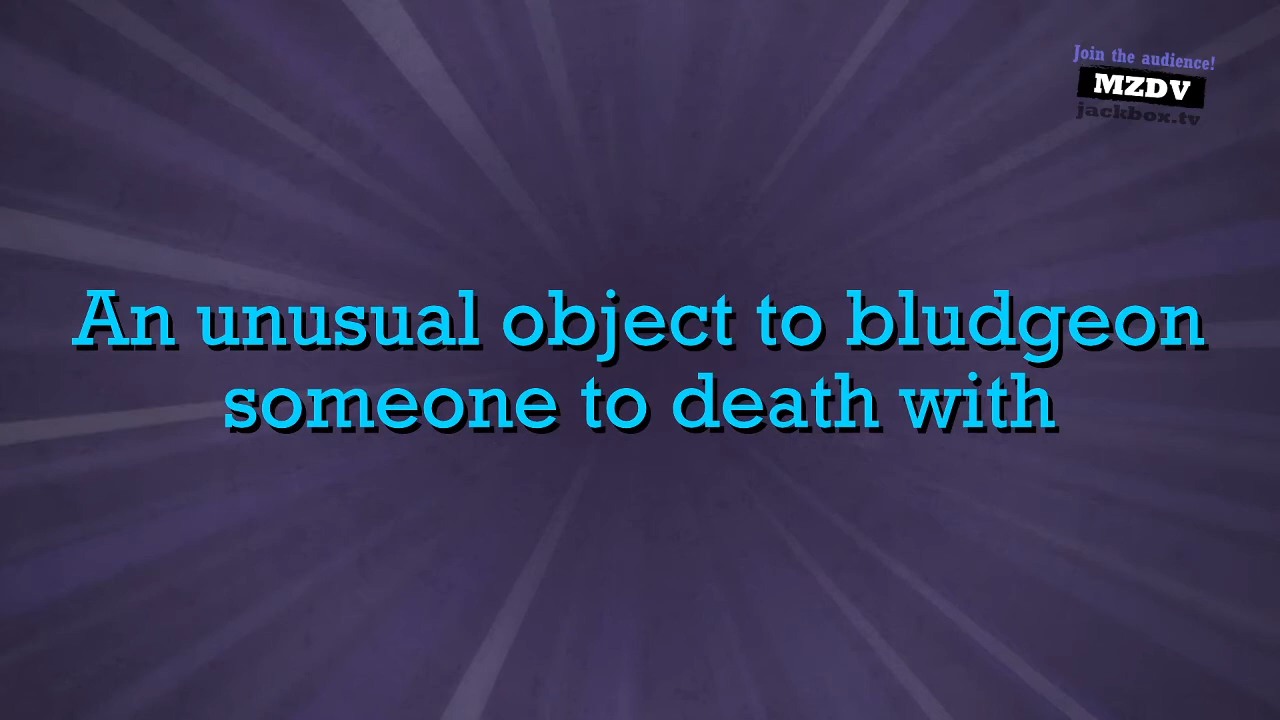 Join the audience!
MZDV
jackbox.tv
An unusual object to bludgeon
someone to death with